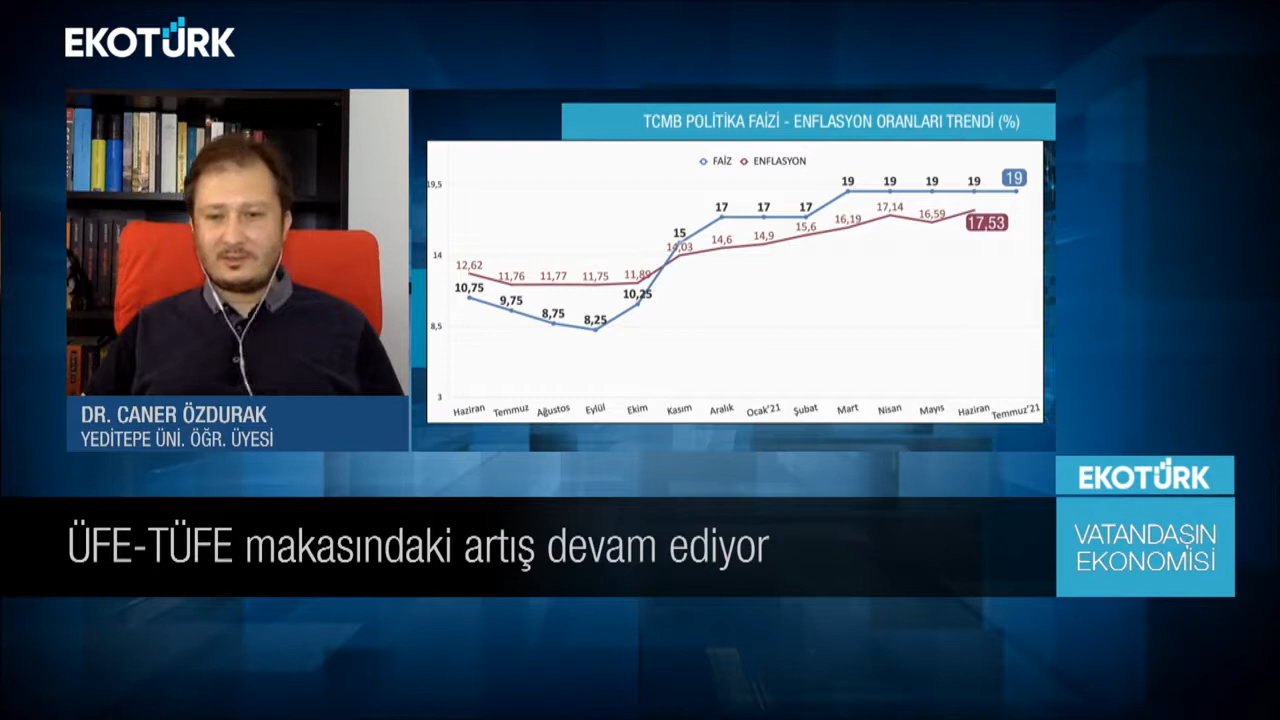 EKOTÜRK
TCMB POLİTİKA FAİZİ - ENFLASYON ORANLARI TRENDİ (%)
FAİZ ENFLASYON
19,5
14
8,5
3
12,62 11,76 11,77 11,75 11,89 14,03 14,6 14,9 15,6 16,19 17,14 16,59 17,53
10,75 9,75 8,75 8,25 10,25 15 17 17 17 19 19 19 19 19
Haziran Temmuz Ağustos Eylül Ekim Kasım Aralık Ocak'21 Şubat Mart Nisan Mayıs Haziran Temmuz'21
DR. CANER ÖZDURAK
YEDİTEPE ÜNİ. ÖĞR. ÜYESİ
EKOTÜRK
ÜFE-TÜFE makasındaki artış devam ediyor
VATANDAŞIN
EKONOMİSİ